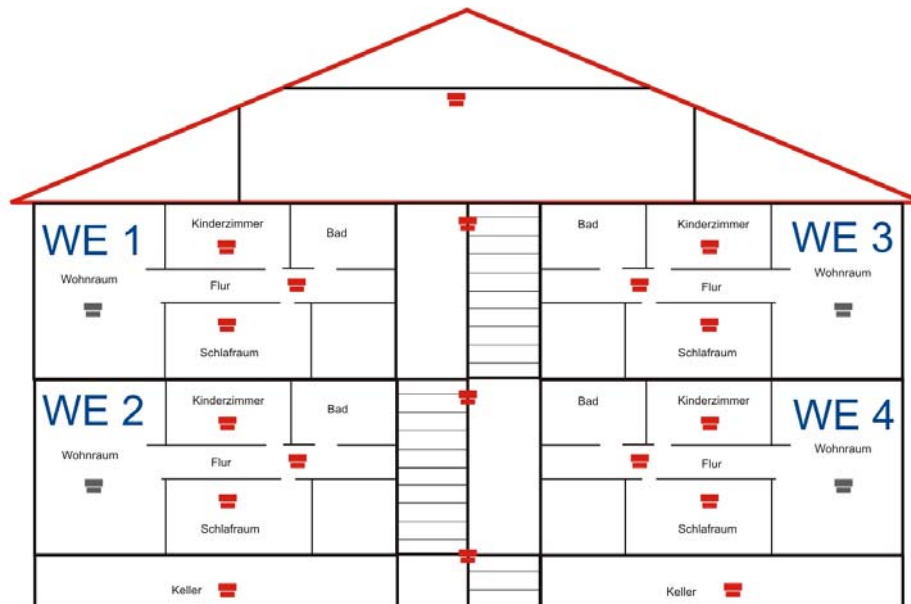 WE 1
Kinderzimmer
Bad
Wohnraum
Flur
Schlafraum
Bad
Kinderzimmer
WE 3
Wohnraum
Flur
Schlafraum
WE 2
Kinderzimmer
Bad
Wohnraum
Flur
Schlafraum
Bad
Kinderzimmer
WE 4
Wohnraum
Flur
Schlafraum
Keller
Keller